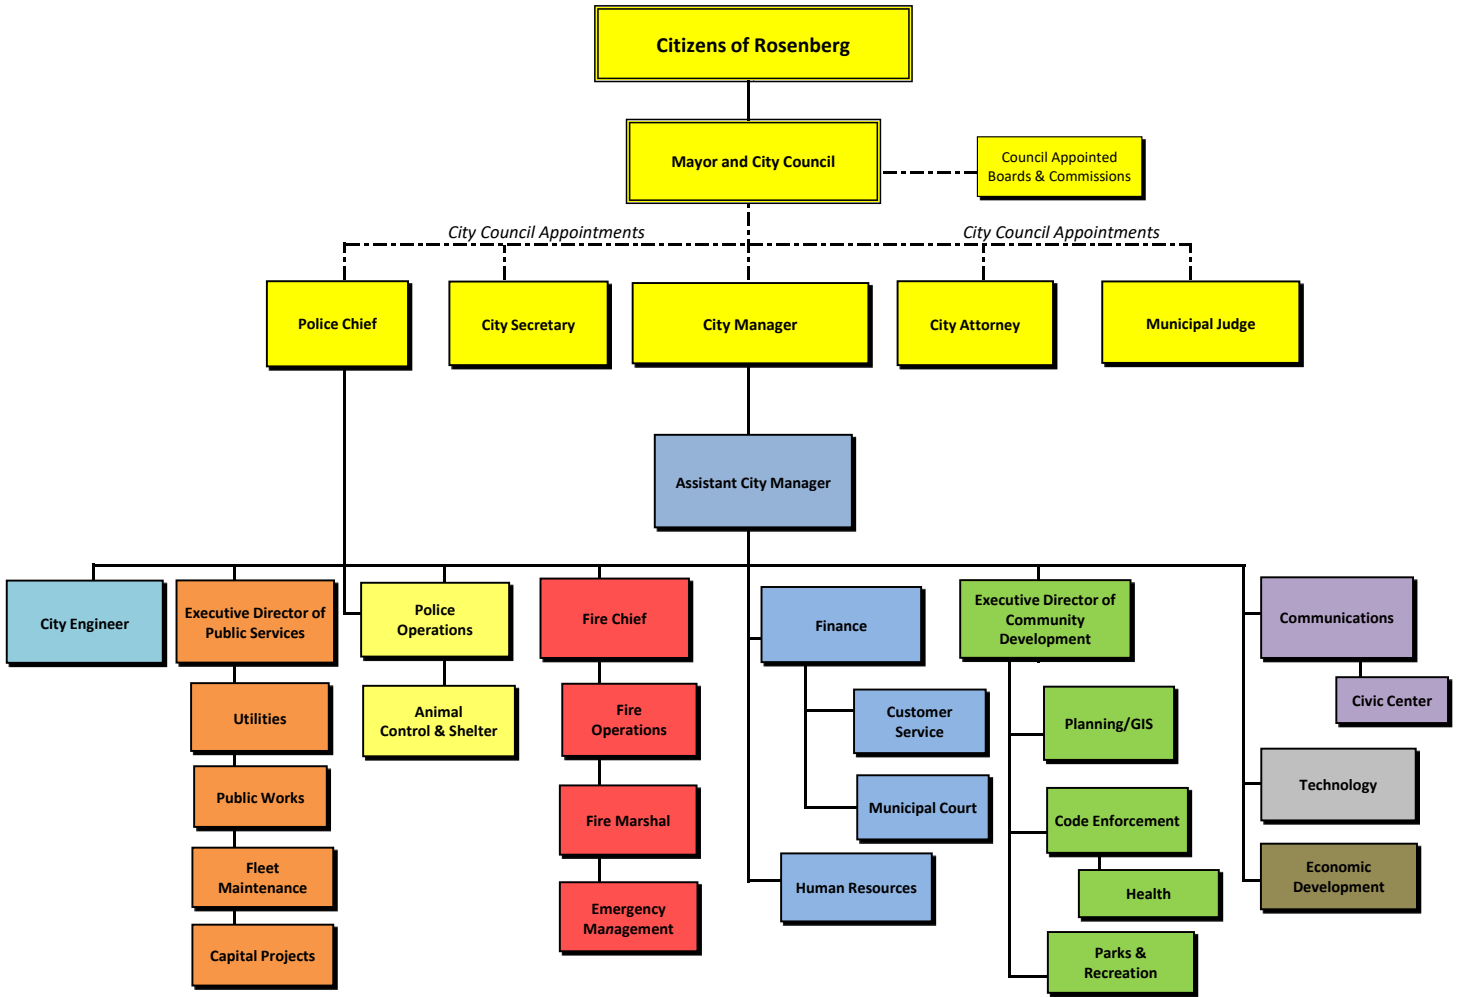 Citizens of Rosenberg
Mayor and City Council
Council Appointed
Boards & Commissions
City Council Appointments
City Council Appointments
Police Chief
City Secretary
City Manager
City Attorney
Municipal Judge
Assistant City Manager
City Engineer
Executive Director of
Public Services
Utilities
Public Works
Fleet
Maintenance
Capital Projects
Police
Operations
Animal
Control & Shelter
Fire Chief
Fire
Operations
Fire Marshal
Emergency
Management
Finance
Customer
Service
Municipal Court
Human Resources
Executive Director of
Community
Development
Planning/GIS
Code Enforcement
Health
Parks &
Recreation
Communications
Civic Center
Technology
Economic
Development